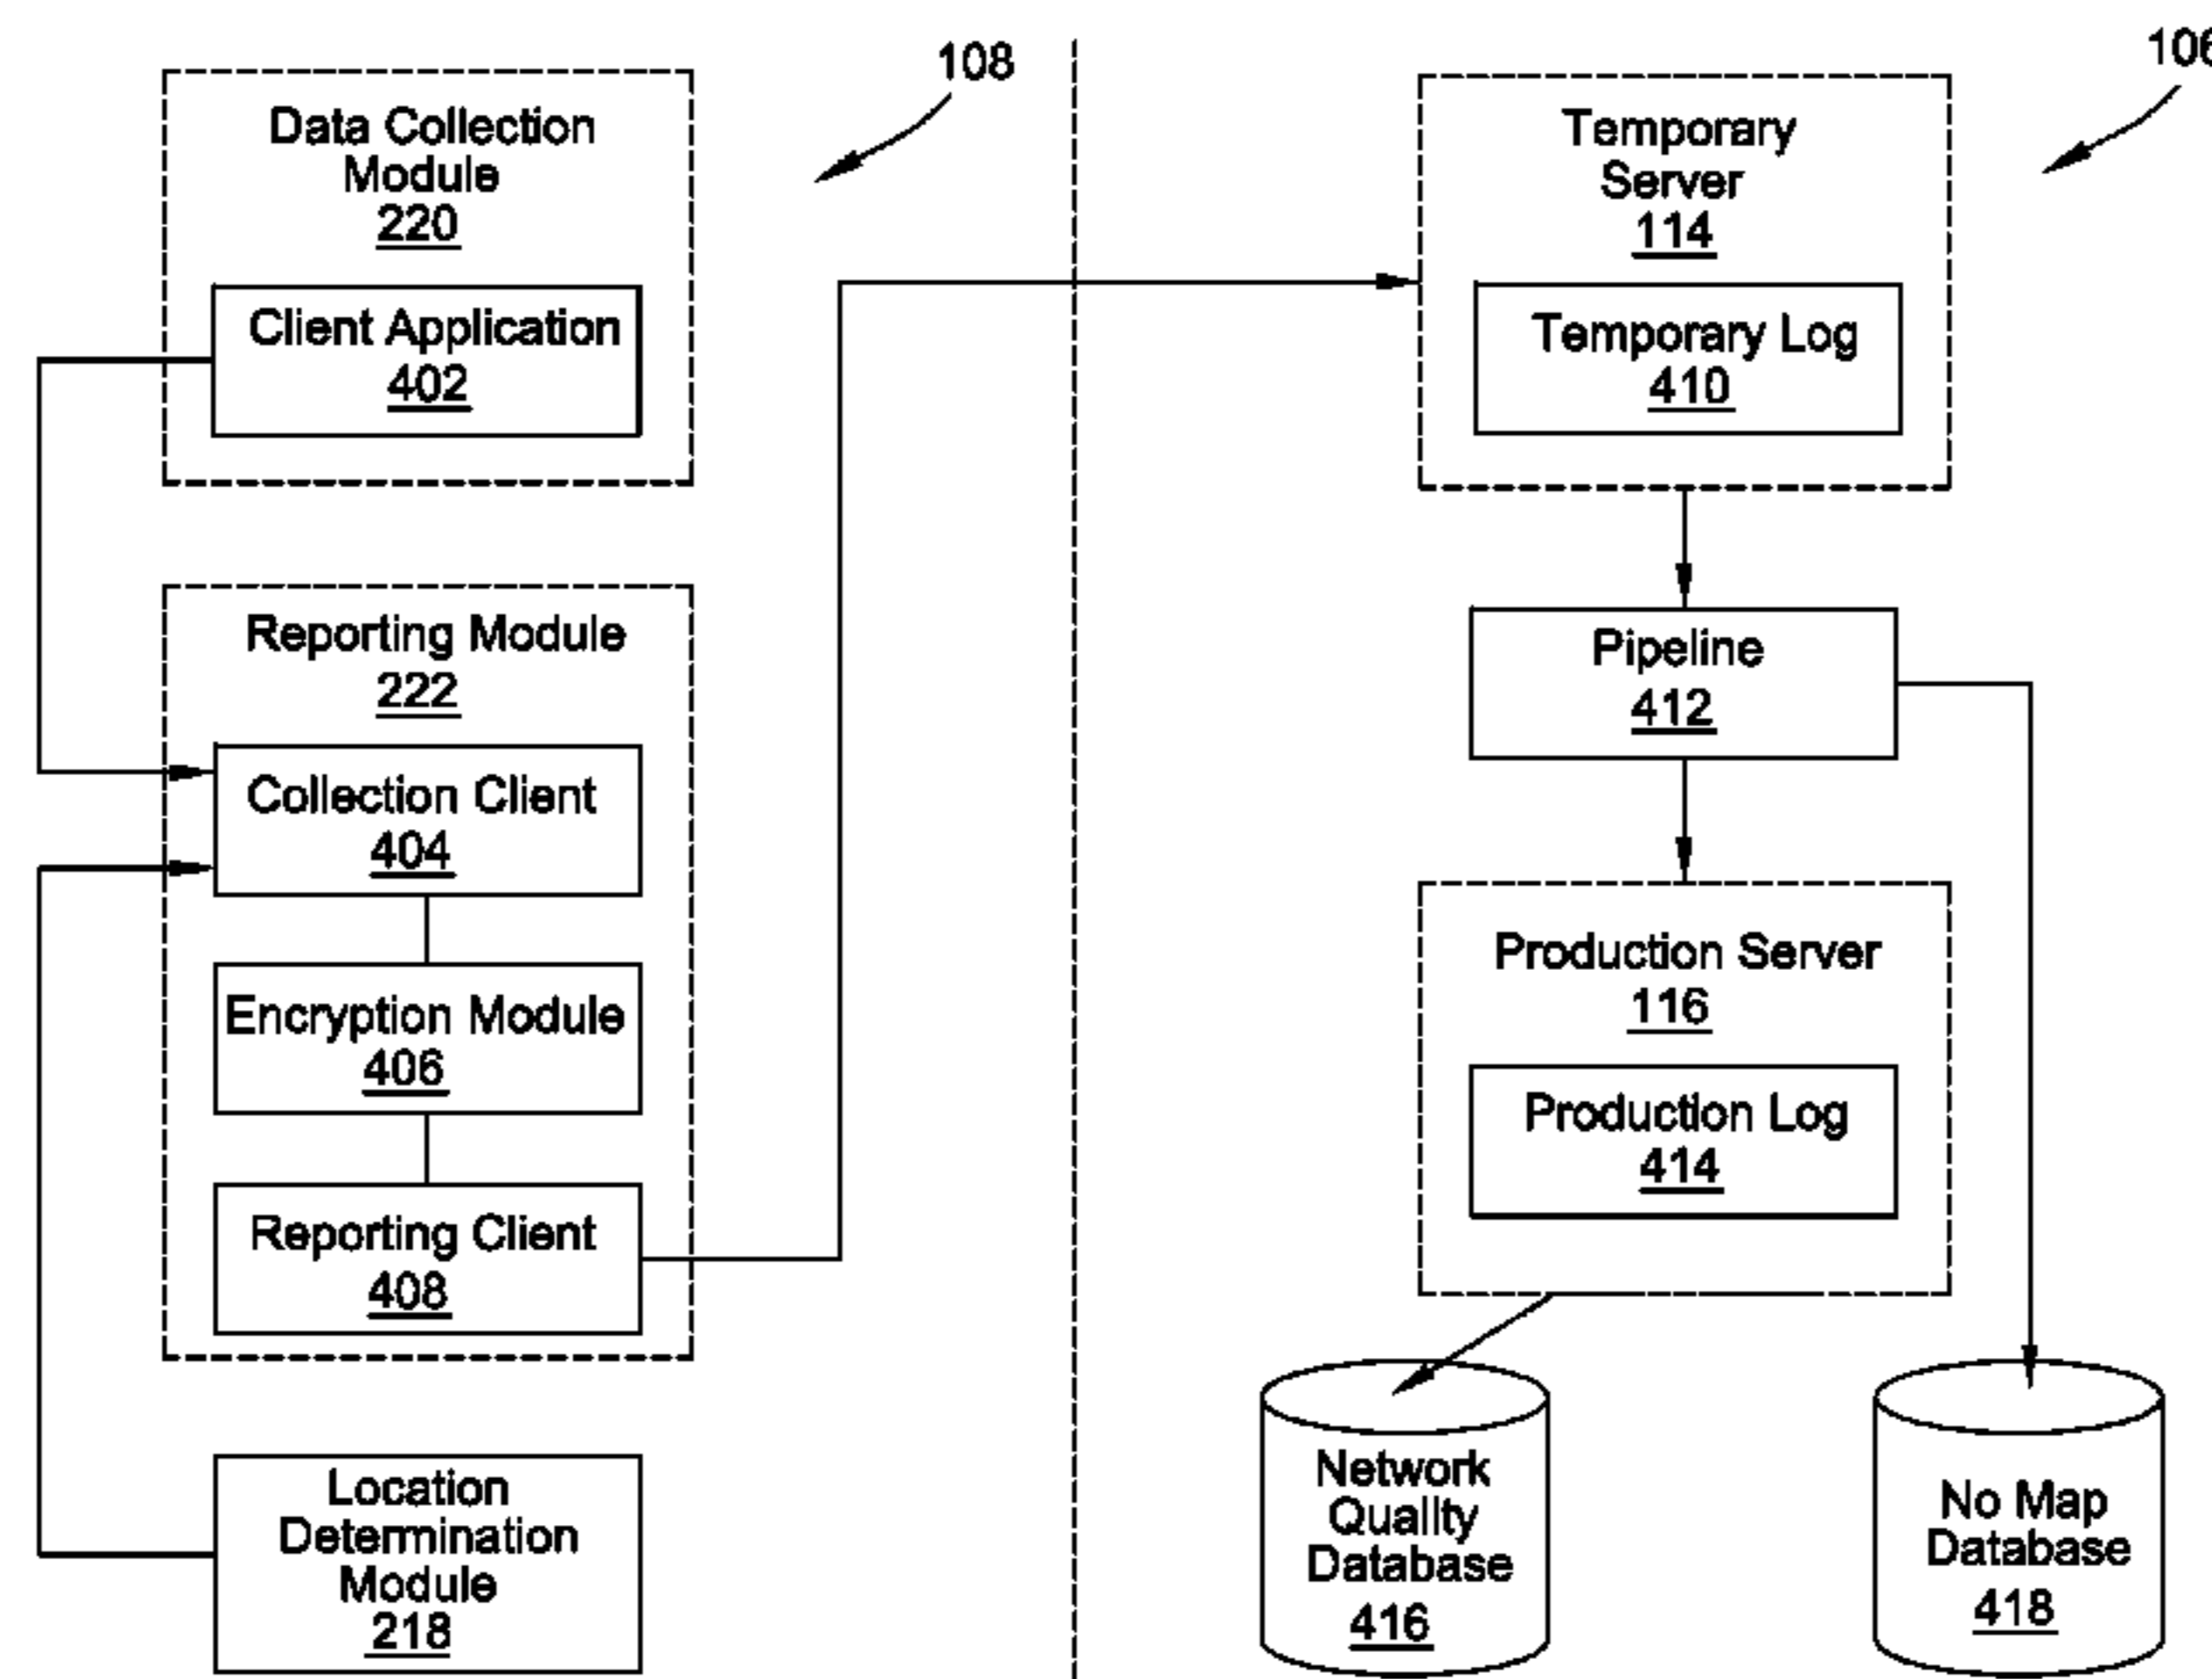 108
Data Collection
Module
220
Client Application
402
Reporting Module
222
Collection Client
404
Encryption Module
406
Reporting Client
408
Location
Determination
Module
218
106
Temporary
Server
114
Temporary Log
410
Pipeline
412
Production Server
116
Production Log
414
Network
Quality
Database
416
No Map
Database
418